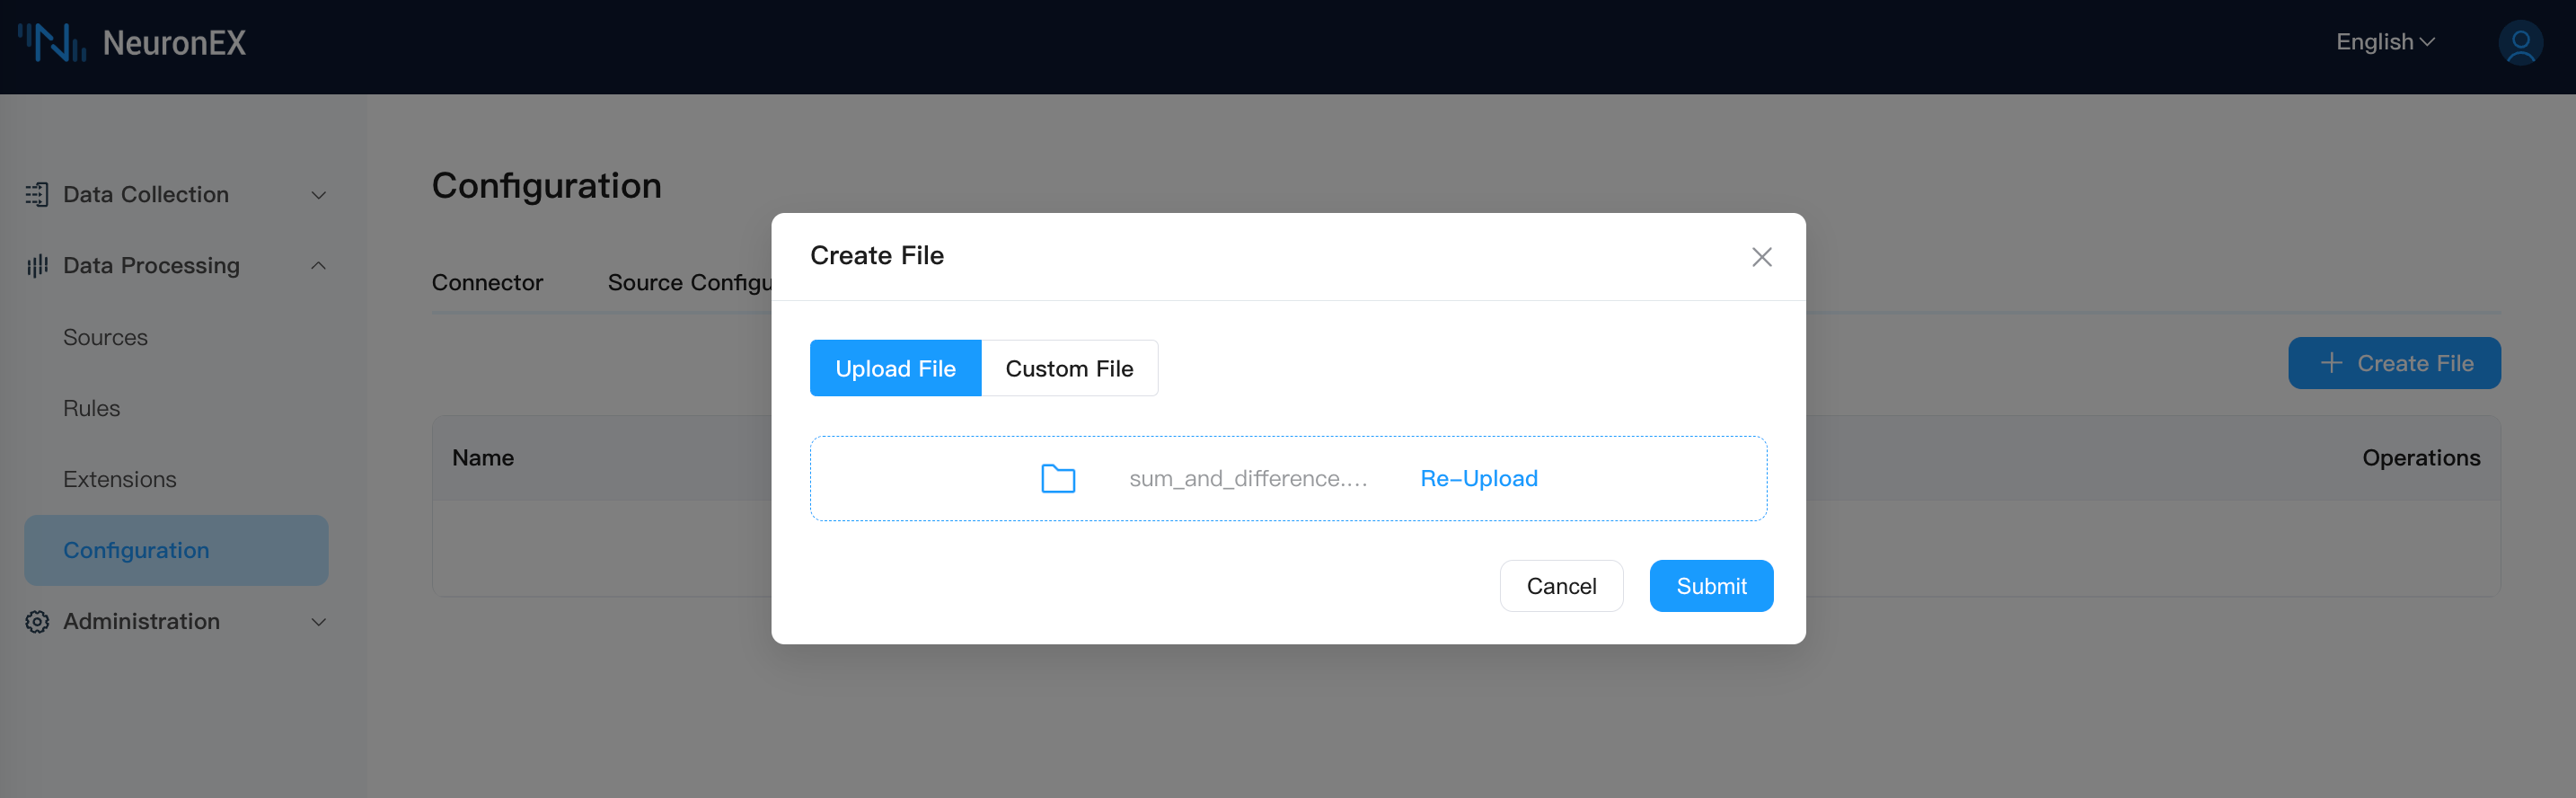 NeuronEX
English
Data Collection
Data Processing
Sources
Rules
Extensions
Configuration
Administration
Configuration
Connector
Source Configu
Create File
Name
Operations
Create File
Upload File
Custom File
sum_and_difference....
Re-Upload
Cancel
Submit